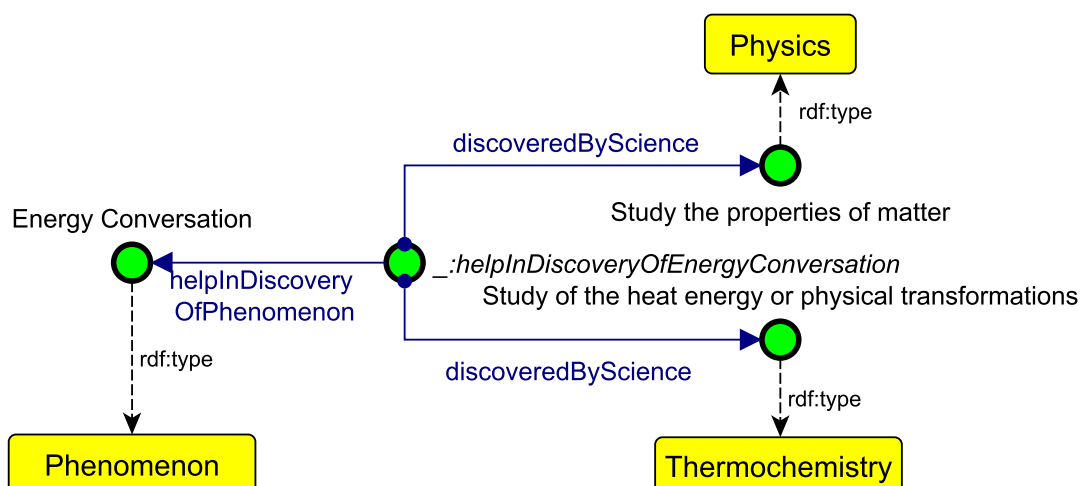 Physics
rdf:type
discoveredByScience
Study the properties of matter
Energy Conversation
_:helpInDiscoveryOfEnergyConversation
helpInDiscovery
OfPhenomenon
Study of the heat energy or physical transformations
rdf:type
discoveredByScience
rdf:type
Phenomenon
Thermochemistry